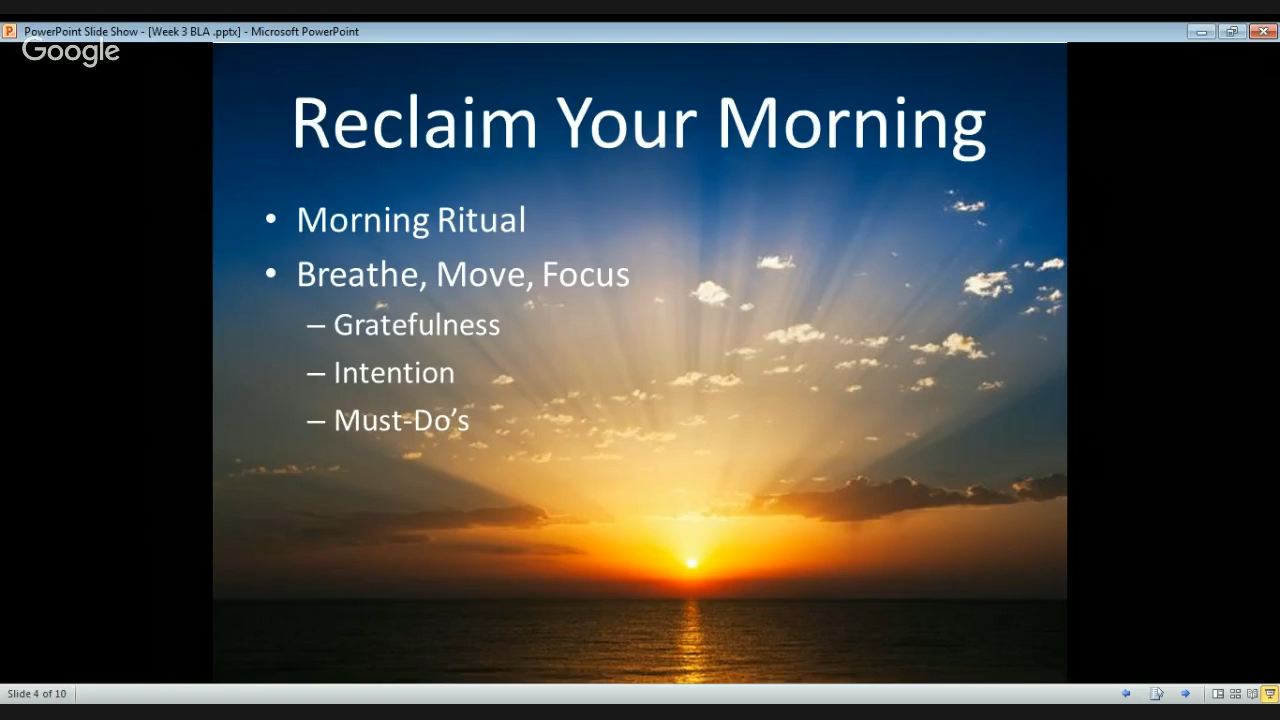 PowerPoint Slide Show - [Week 3 BLA .pptx] - Microsoft PowerPoint
Google
Reclaim Your Morning
• Morning Ritual
• Breathe, Move, Focus
– Gratefulness
– Intention
– Must-Do’s
Slide 4 of 10